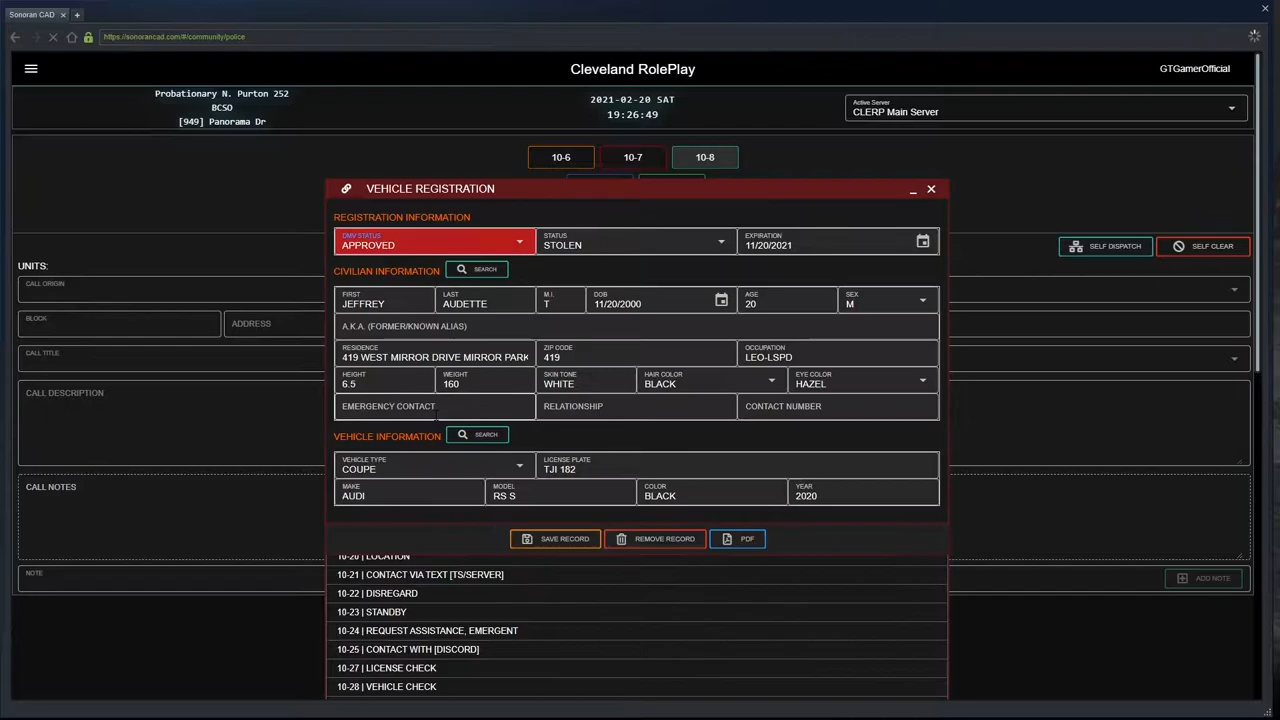 Sonoran CAD
https://sonorancad.com/#/community/police
Cleveland RolePlay
GTGamerOfficial
Probationary N. Purton 252
BCSO
[949] Panorama Dr
2021-02-20 SAT
19:26:49
Active Server
CLERP Main Server
10-6
10-7
10-8
VEHICLE REGISTRATION
REGISTRATION INFORMATION
DMV STATUS
APPROVED
STATUS
STOLEN
EXPIRATION
11/20/2021
SELF DISPATCH
SELF CLEAR
UNITS:
CALL ORIGIN
BLOCK
ADDRESS
CALL TITLE
CALL DESCRIPTION
CALL NOTES
NOTE
ADD NOTE
CIVILIAN INFORMATION
SEARCH
FIRST
JEFFREY
LAST
AUDETTE
M.I.
T
DOB
11/20/2000
AGE
20
SEX
M
A.K.A. (FORMER/KNOWN ALIAS)
RESIDENCE
419 WEST MIRROR DRIVE MIRROR PARK
ZIP CODE
419
OCCUPATION
LEO-LSPD
HEIGHT
6.5
WEIGHT
160
SKIN TONE
WHITE
HAIR COLOR
BLACK
EYE COLOR
HAZEL
EMERGENCY CONTACT
RELATIONSHIP
CONTACT NUMBER
VEHICLE INFORMATION
SEARCH
VEHICLE TYPE
COUPE
LICENSE PLATE
TJI 182
MAKE
AUDI
MODEL
RS S
COLOR
BLACK
YEAR
2020
SAVE RECORD
REMOVE RECORD
PDF
10-20 | LOCATION
10-21 | CONTACT VIA TEXT [TS/SERVER]
10-22 | DISREGARD
10-23 | STANDBY
10-24 | REQUEST ASSISTANCE, EMERGENT
10-25 | CONTACT WITH [DISCORD]
10-27 | LICENSE CHECK
10-28 | VEHICLE CHECK